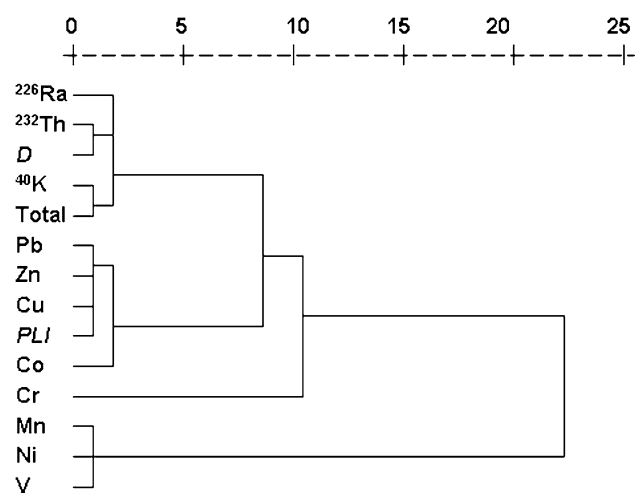 0 5 10 15 20 25
²²⁶Ra
²³²Th
D
⁴⁰K
Total
Pb
Zn
Cu
PLI
Co
Cr
Mn
Ni
V